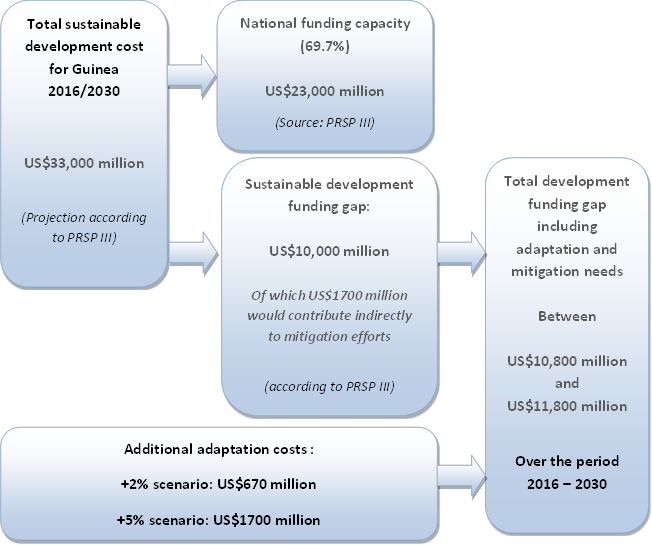 Total sustainable
development cost
for Guinea
2016/2030
US$33,000 million
(Projection according
to PRSP III)
National funding capacity
(69.7%)
US$23,000 million
(Source: PRSP III)
Sustainable development
funding gap:
US$10,000 million
Of which US$1700 million
would contribute indirectly
to mitigation efforts
(according to PRSP III)
Additional adaptation costs :
+2% scenario: US$670 million
+5% scenario: US$1700 million
Total development
funding gap
including
adaptation and
mitigation needs
Between
US$10,800 million
and
US$11,800 million
Over the period
2016 – 2030